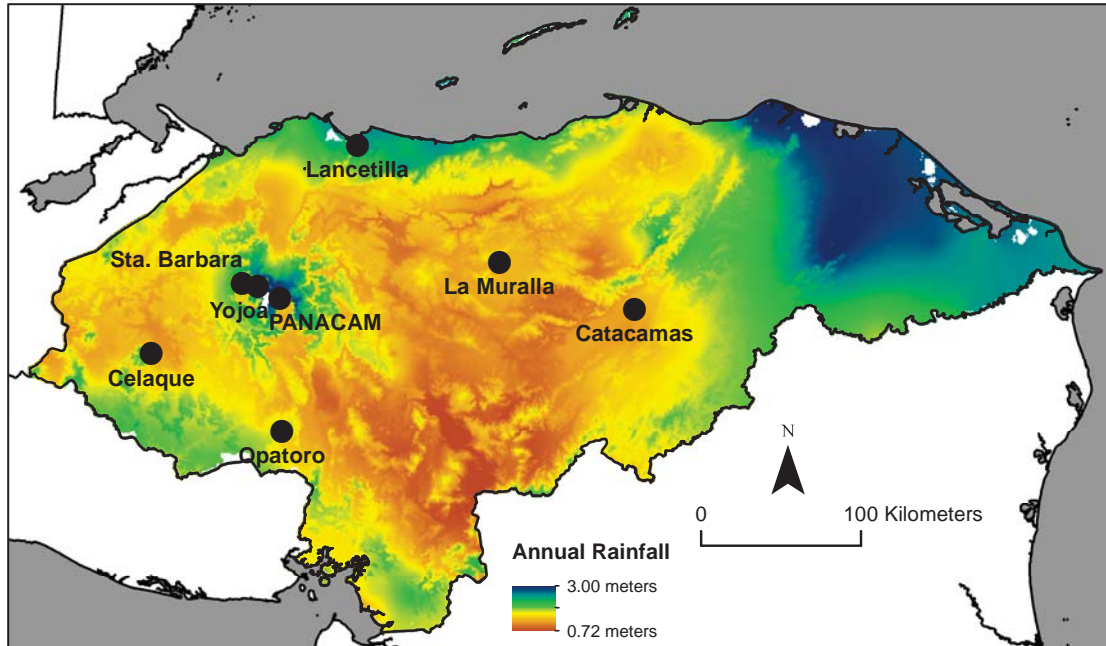 Lancetilla
Sta. Barbara
Yojoa
PANACAM
La Muralla
Catacamas
Celaque
Opatoro
N
0 100 Kilometers
Annual Rainfall
3.00 meters
0.72 meters